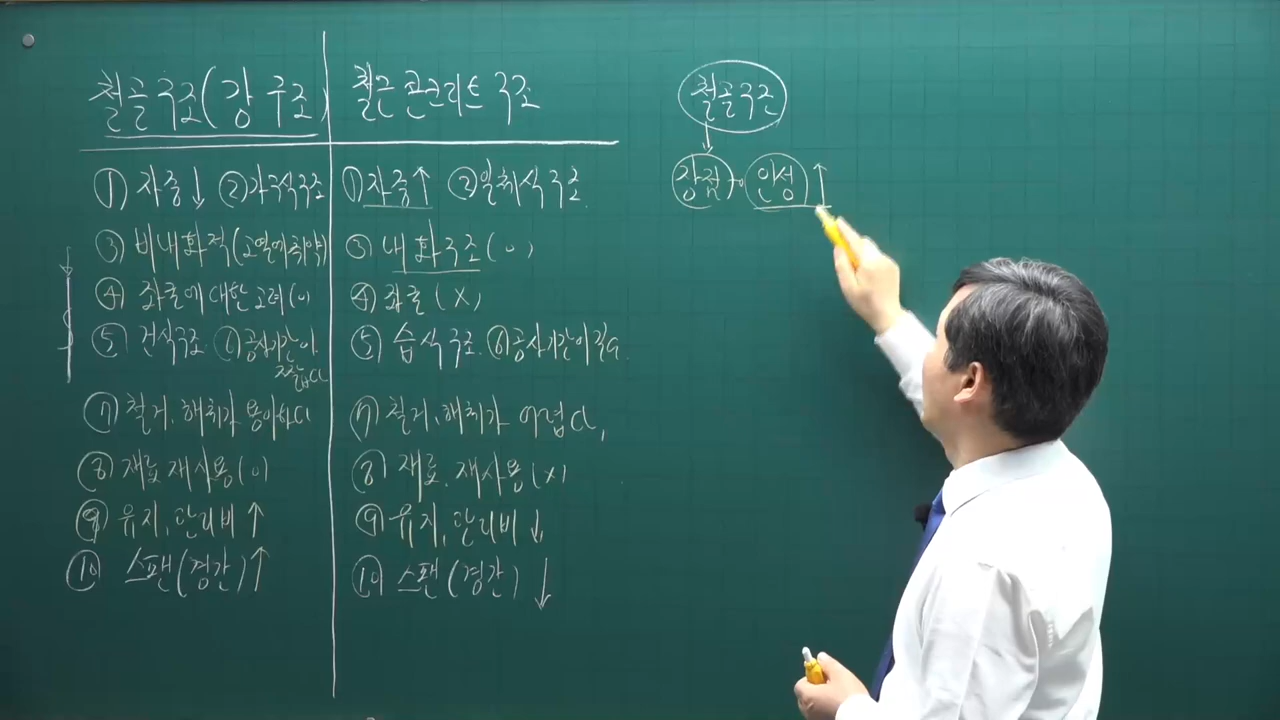 철골구조(강구조)
① 자중↓ ② 가구식구조
③ 비내화적(고열에취약)
④ 좌굴에 대한 고려(o)
⑤ 건식구조 ⑥ 공사기간이 짧다
⑦ 철거, 해체가 용이하다
⑧ 재료 재사용(o)
⑨ 유지, 관리비↑
⑩ 스팬(경간)↑
철근 콘크리트 구조
① 자중↑ ② 일체식구조.
③ 내화구조(o)
④ 좌굴(X)
⑤ 습식구조. ⑥ 공사기간이 길다.
⑦ 철거, 해체가 어렵다,
⑧ 재료. 재사용(x)
⑨ 유지, 관리비↓
⑩ 스팬(경간)↓
철골구조
↓
장점 → 인성↑